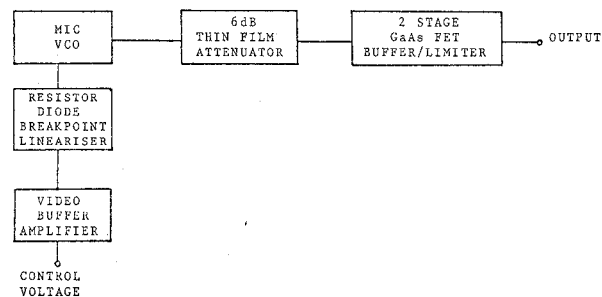 MIC
VCO
6dB
THIN FILM
ATTENUATOR
2 STAGE
GaAs FET
BUFFER/LIMITER
OUTPUT
RESISTOR
DIODE
BREAKPOINT
LINEARISER
VIDEO
BUFFER
AMPLIFIER
CONTROL
VOLTAGE